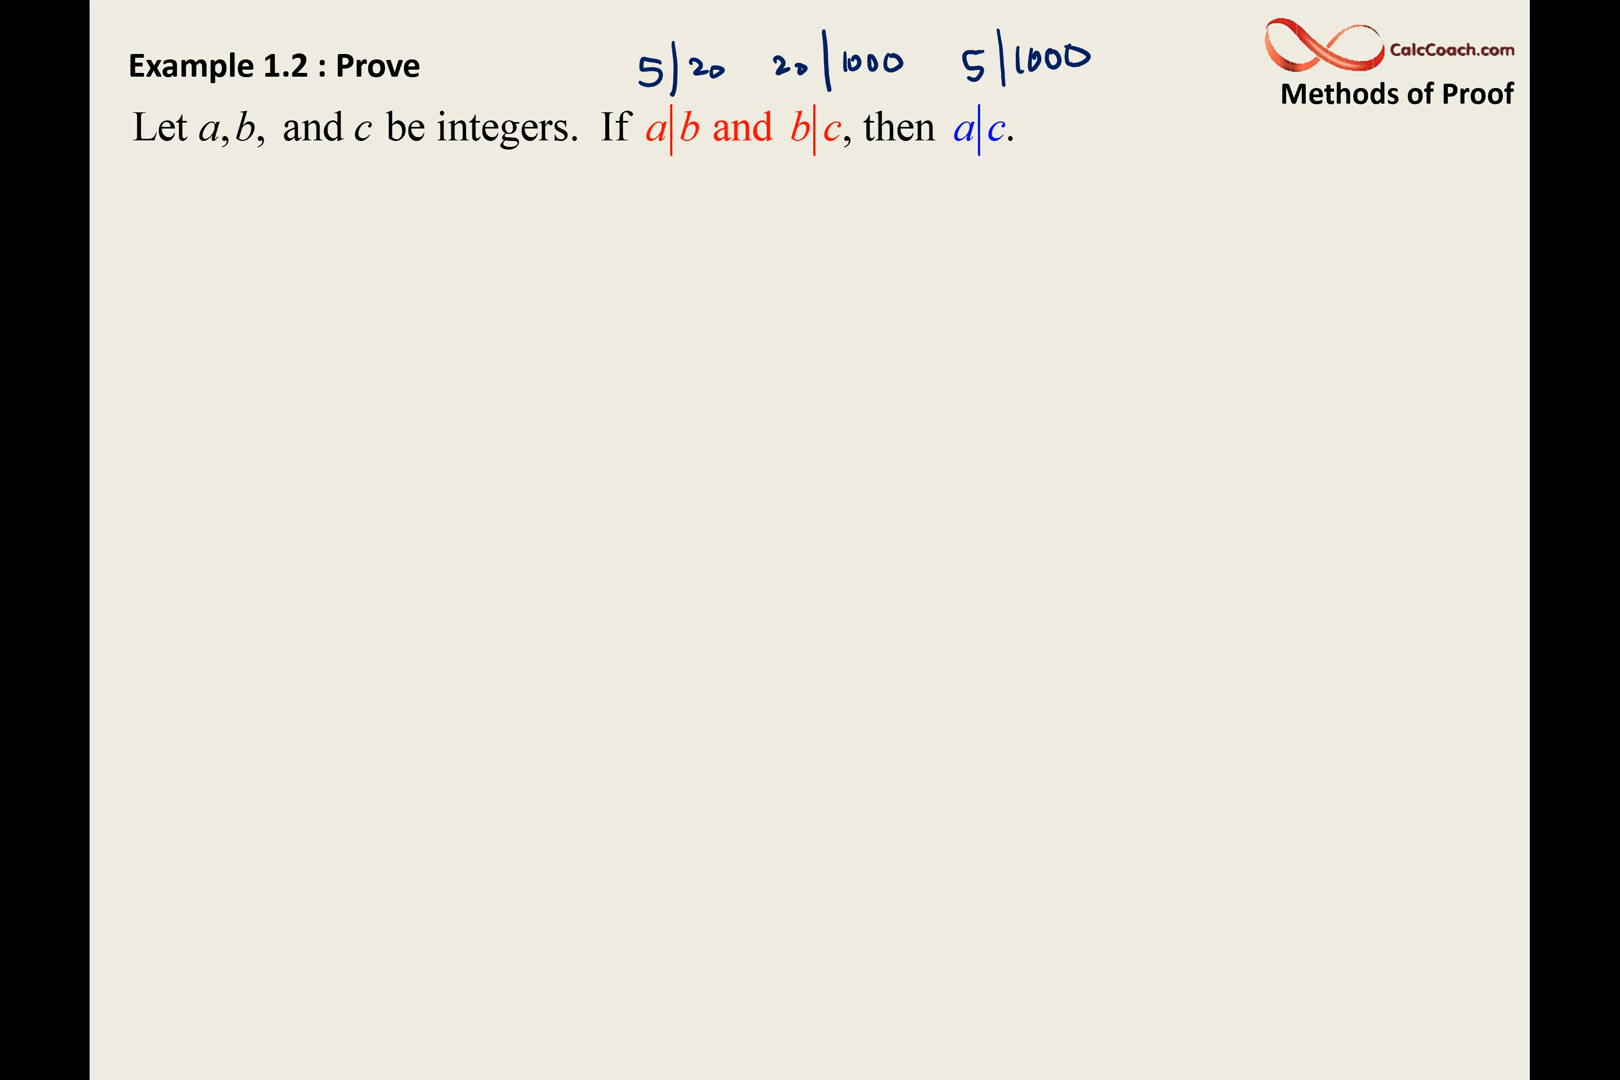 Example 1.2 : Prove
5|20 20|1000 5|1000
CalcCoach.com
Methods of Proof
Let a, b, and c be integers. If a|b and b|c, then a|c.